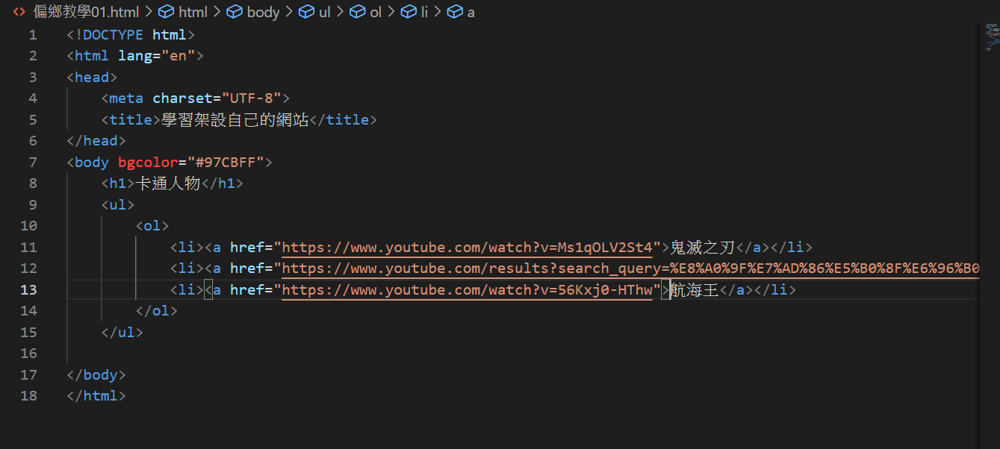 偏鄉教學01.html > html > body > ul > ol > li > a
1 <!DOCTYPE html>
2 <html lang="en">
3 <head>
4 <meta charset="UTF-8">
5 <title>學習架設自己的網站</title>
6 </head>
7 <body bgcolor="#97CBFF">
8 <h1>卡通人物</h1>
9 <ul>
10 <ol>
11 <li><a href="https://www.youtube.com/watch?v=Ms1qOLV2St4">鬼滅之刃</a></li>
12 <li><a href="https://www.youtube.com/results?search_query=%E8%A0%9F%E7%AD%86%E5%B0%8F%E6%96%B0
13 <li><a href="https://www.youtube.com/watch?v=56Kxj0-HThw">航海王</a></li>
14 </ol>
15 </ul>
16
17 </body>
18 </html>